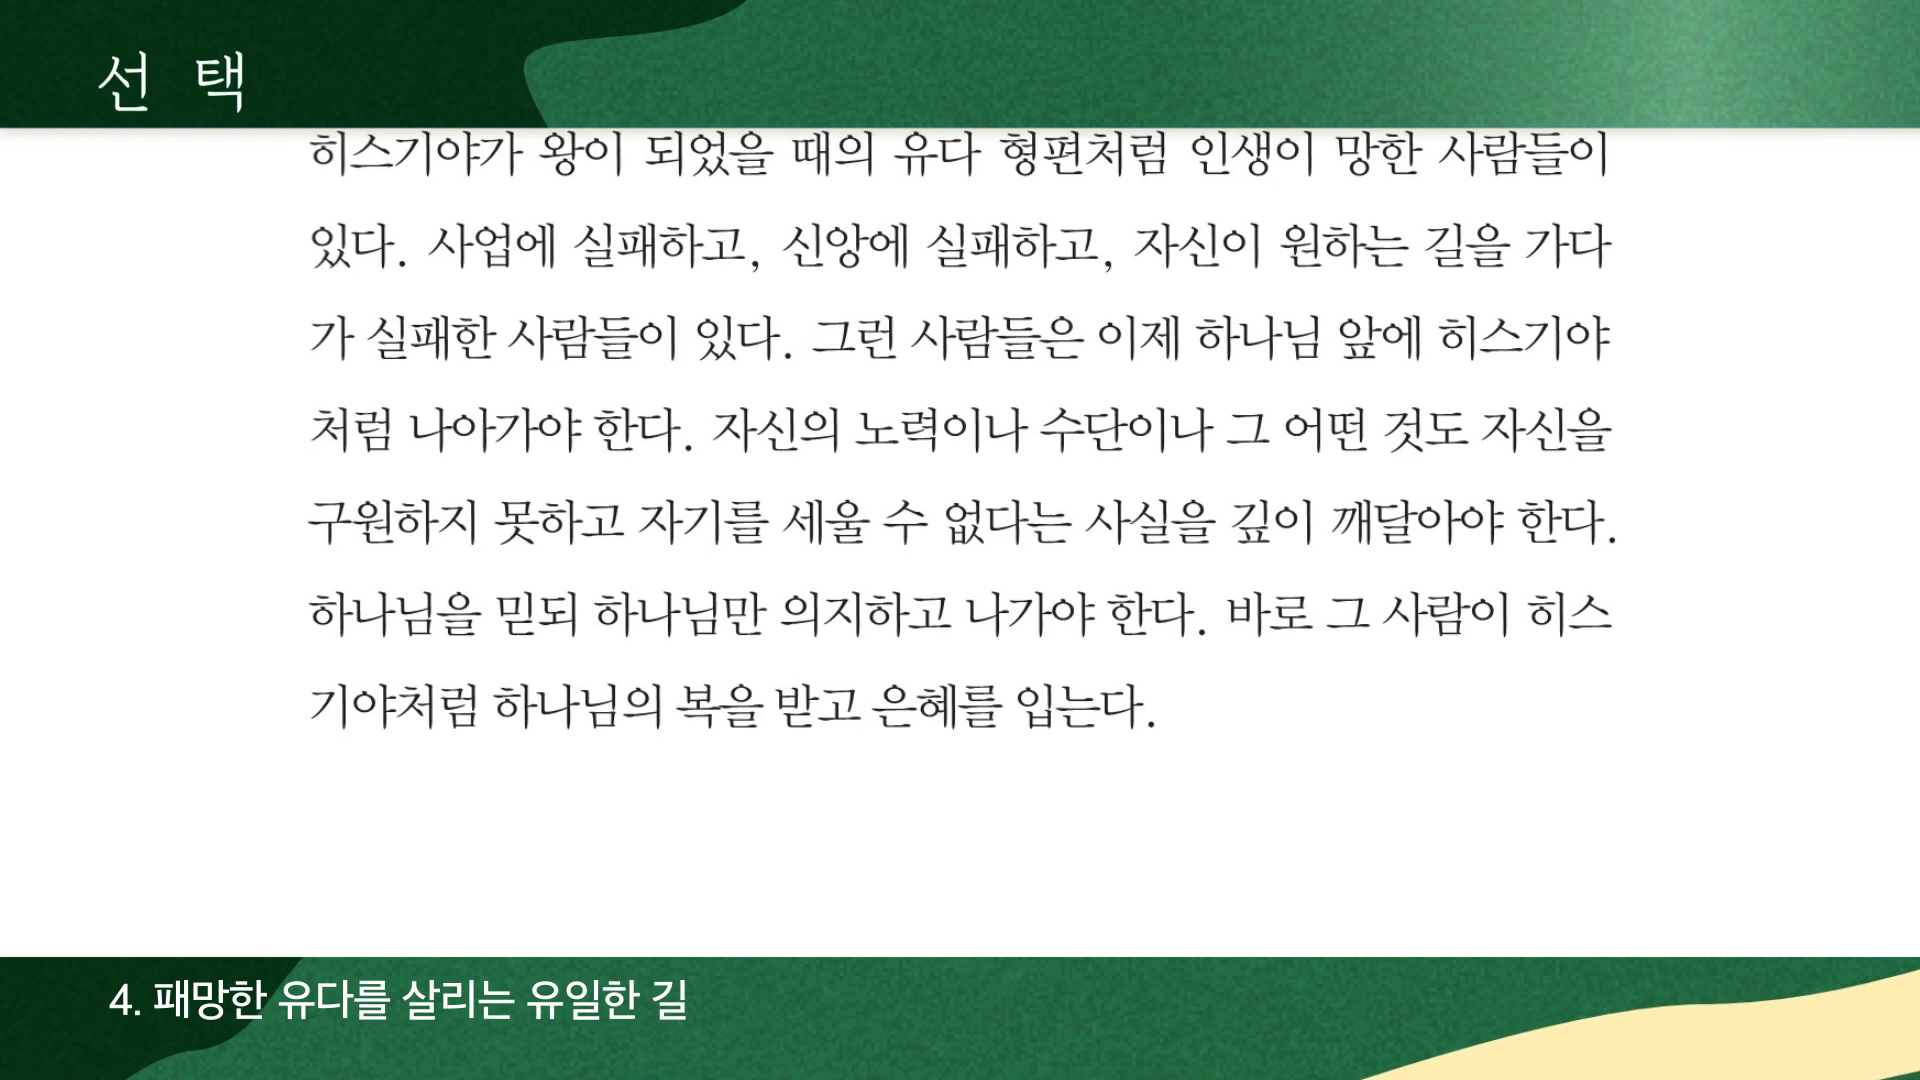 선 택
히스기야가 왕이 되었을 때의 유다 형편처럼 인생이 망한 사람들이
있다. 사업에 실패하고, 신앙에 실패하고, 자신이 원하는 길을 가다
가 실패한 사람들이 있다. 그런 사람들은 이제 하나님 앞에 히스기야
처럼 나아가야 한다. 자신의 노력이나 수단이나 그 어떤 것도 자신을
구원하지 못하고 자기를 세울 수 없다는 사실을 깊이 깨달아야 한다.
하나님을 믿되 하나님만 의지하고 나가야 한다. 바로 그 사람이 히스
기야처럼 하나님의 복을 받고 은혜를 입는다.
4. 패망한 유다를 살리는 유일한 길